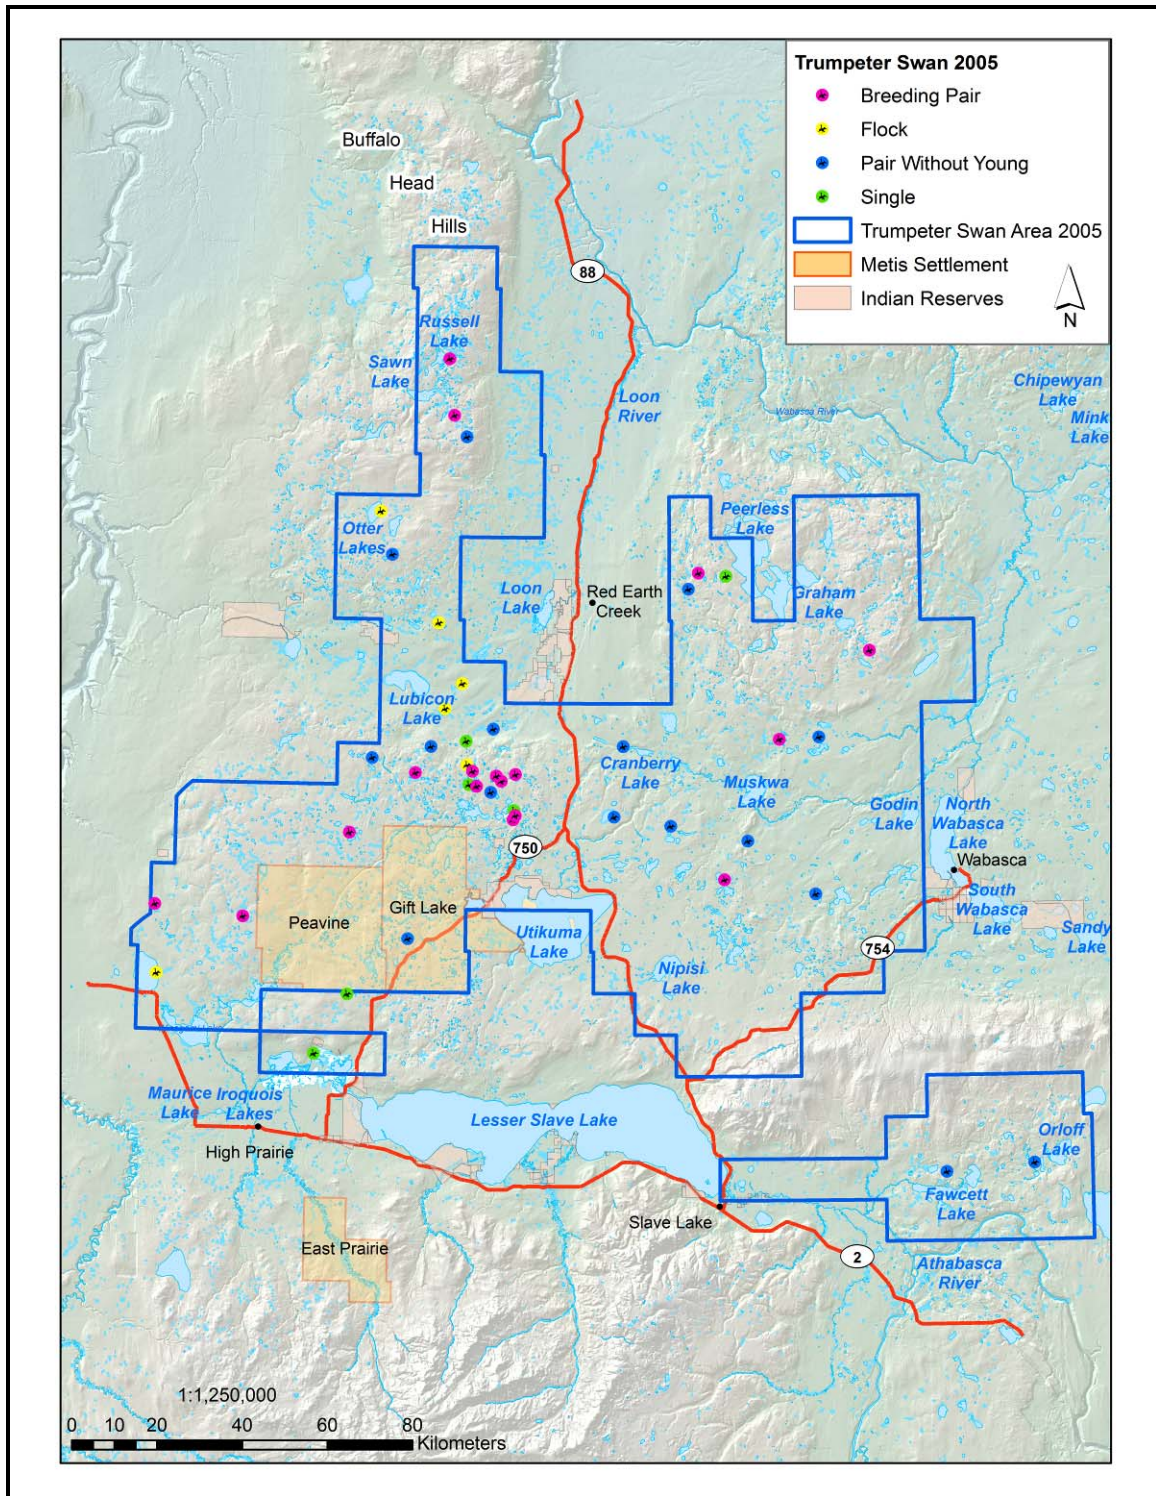 Trumpeter Swan 2005
Breeding Pair
Flock
Pair Without Young
Single
Trumpeter Swan Area 2005
Metis Settlement
Indian Reserves
N
Buffalo
Head
Hills
88
Russell
Lake
Sawn
Lake
Loon
River
Chipewyan
Lake
Mink
Lake
Wabasca River
Otter
Lakes
Peerless
Lake
Loon
Lake
Red Earth
Creek
Graham
Lake
Lubicon
Lake
Cranberry
Lake
Muskwa
Lake
Godin
Lake
North
Wabasca
Lake
Wabasca
750
South
Wabasca
Lake
Sandy
Lake
Peavine
Gift Lake
Utikuma
Lake
754
Nipisi
Lake
Maurice
Lake
Iroquois
Lakes
High Prairie
Lesser Slave Lake
Orloff
Lake
Fawcett
Lake
Slave Lake
East Prairie
2
Athabasca
River
1:1,250,000
0 10 20 40 60 80
Kilometers